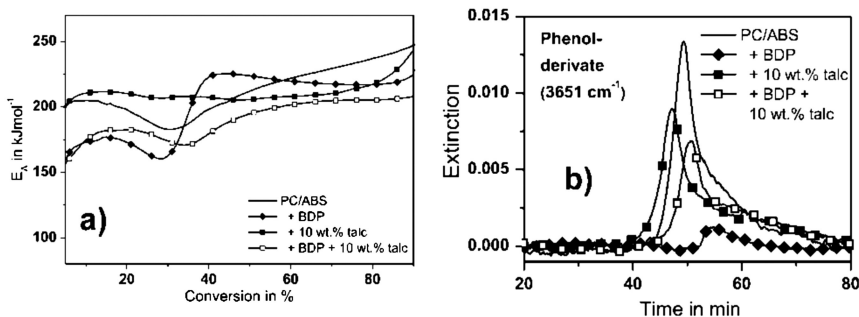 250
200
150
100
E_A in kJmol⁻¹
a)
PC/ABS
+ BDP
+ 10 wt.% talc
+ BDP + 10 wt.% talc
20 40 60 80
Conversion in %
0.015
0.010
0.005
0.000
Extinction
Phenol-
derivate
(3651 cm⁻¹)
PC/ABS
+ BDP
+ 10 wt.% talc
+ BDP +
10 wt.% talc
b)
20 40 60 80
Time in min